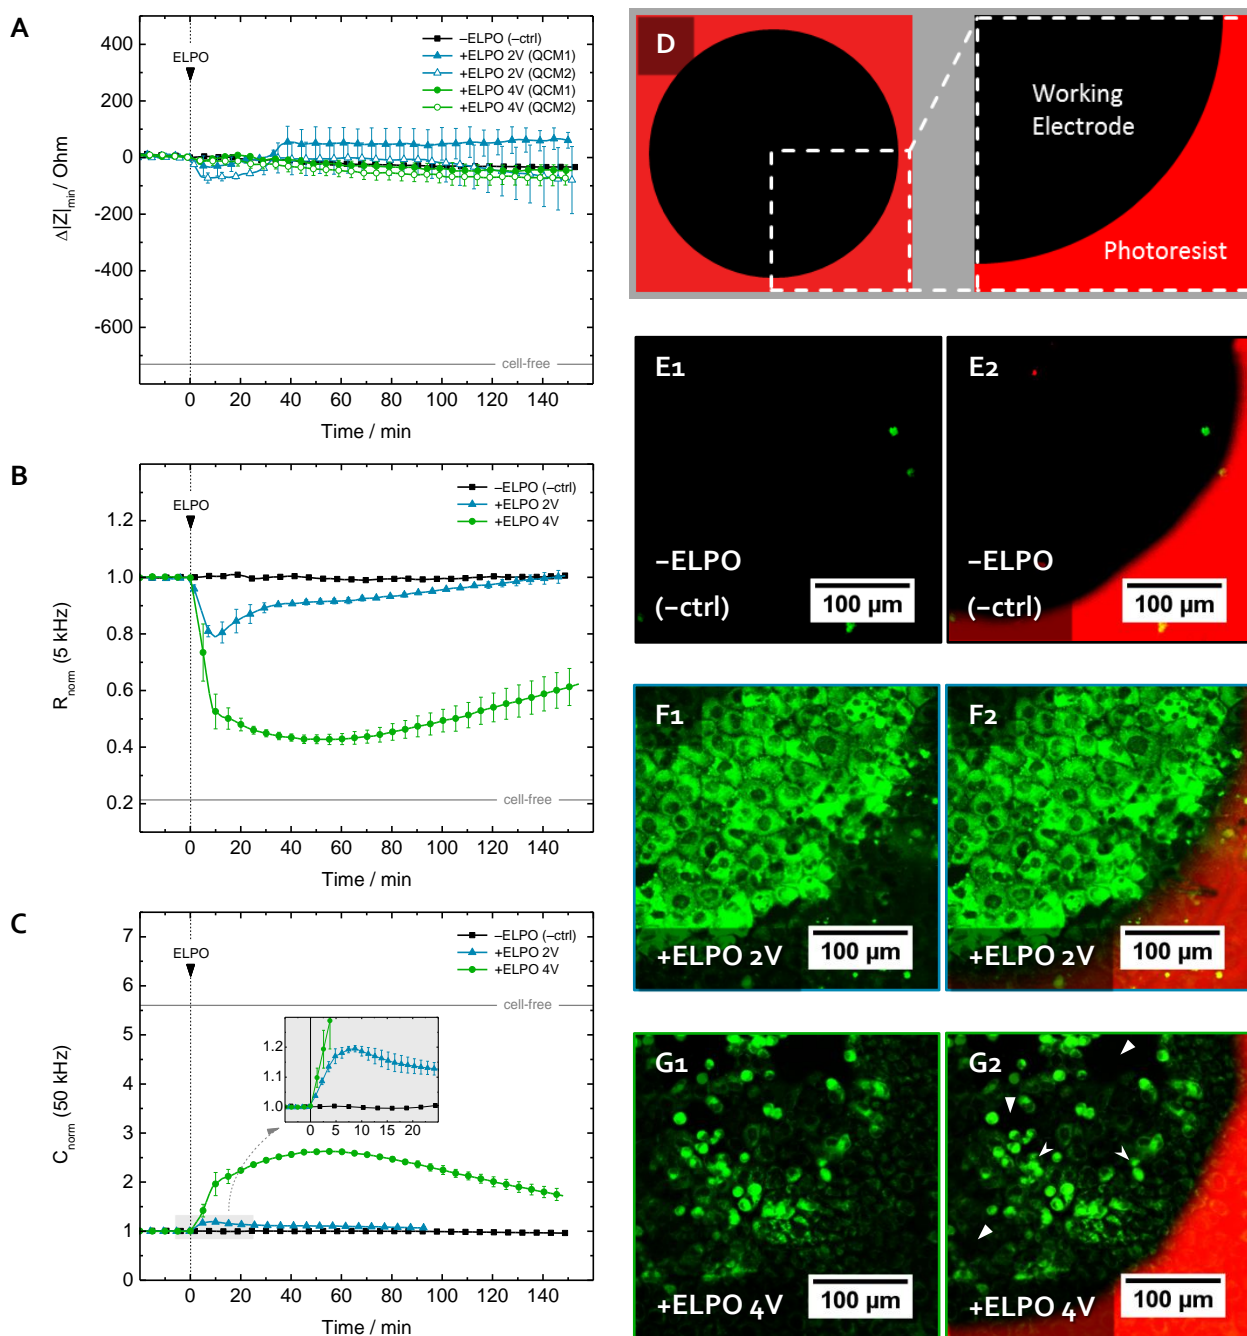 A
ELPO
–ELPO (–ctrl)
+ELPO 2V (QCM1)
+ELPO 2V (QCM2)
+ELPO 4V (QCM1)
+ELPO 4V (QCM2)
400
200
0
-200
-400
-600
Δ|Z|min / Ohm
cell-free
0 20 40 60 80 100 120 140
Time / min
B
ELPO
–ELPO (–ctrl)
+ELPO 2V
+ELPO 4V
1.2
1.0
0.8
0.6
0.4
0.2
Rnorm (5 kHz)
cell-free
0 20 40 60 80 100 120 140
Time / min
C
ELPO
–ELPO (–ctrl)
+ELPO 2V
+ELPO 4V
7
6
5
4
3
2
1
0
Cnorm (50 kHz)
cell-free
1.2
1.1
1.0
0 5 10 15 20
0 20 40 60 80 100 120 140
Time / min
D
Working
Electrode
Photoresist
E1
–ELPO
(–ctrl)
100 µm
E2
–ELPO
(–ctrl)
100 µm
F1
+ELPO 2V
100 µm
F2
+ELPO 2V
100 µm
G1
+ELPO 4V
100 µm
G2
+ELPO 4V
100 µm